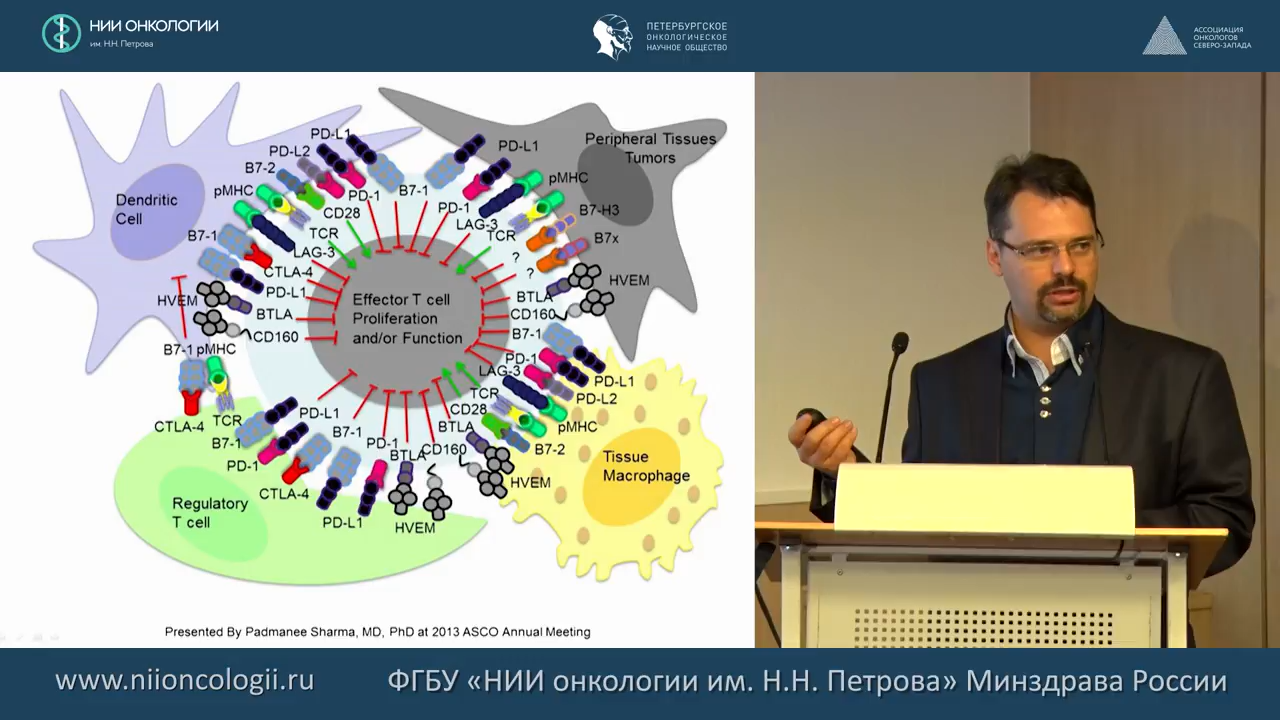 НИИ ОНКОЛОГИИ
им. Н.Н. Петрова
ПЕТЕРБУРГСКОЕ
ОНКОЛОГИЧЕСКОЕ
НАУЧНОЕ ОБЩЕСТВО
АССОЦИАЦИЯ
ОНКОЛОГОВ
СЕВЕРО-ЗАПАДА
PD-L1
PD-L2
B7-2
pMHC
Dendritic
Cell
B7-1
PD-1
CD28
TCR
LAG-3
CTLA-4
PD-L1
HVEM
BTLA
CD160
B7-1
PD-L1
Peripheral Tissues
Tumors
pMHC
PD-1
LAG-3
TCR
B7-H3
B7x
?
?
HVEM
BTLA
CD160
B7-1
Effector T cell
Proliferation
and/or Function
B7-1
pMHC
CTLA-4
TCR
B7-1
PD-1
CTLA-4
PD-L1
PD-L1
B7-1
PD-1
BTLA
CD160
HVEM
Regulatory
T cell
PD-1
LAG-3
TCR
CD28
BTLA
PD-L1
PD-L2
pMHC
B7-2
HVEM
Tissue
Macrophage
Presented By Padmanee Sharma, MD, PhD at 2013 ASCO Annual Meeting
www.niioncologii.ru
ФГБУ «НИИ онкологии им. Н.Н. Петрова» Минздрава России